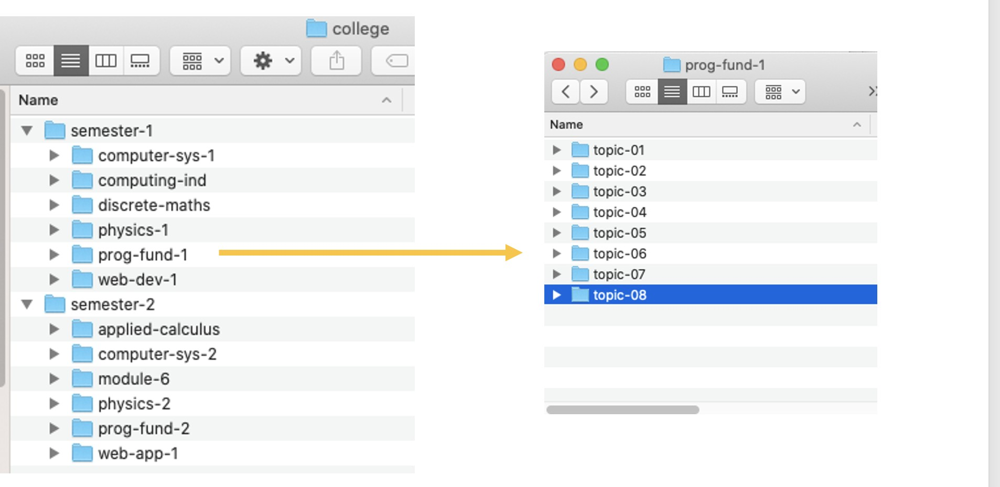 college
Name
semester-1
computer-sys-1
computing-ind
discrete-maths
physics-1
prog-fund-1
web-dev-1
semester-2
applied-calculus
computer-sys-2
module-6
physics-2
prog-fund-2
web-app-1
prog-fund-1
Name
topic-01
topic-02
topic-03
topic-04
topic-05
topic-06
topic-07
topic-08